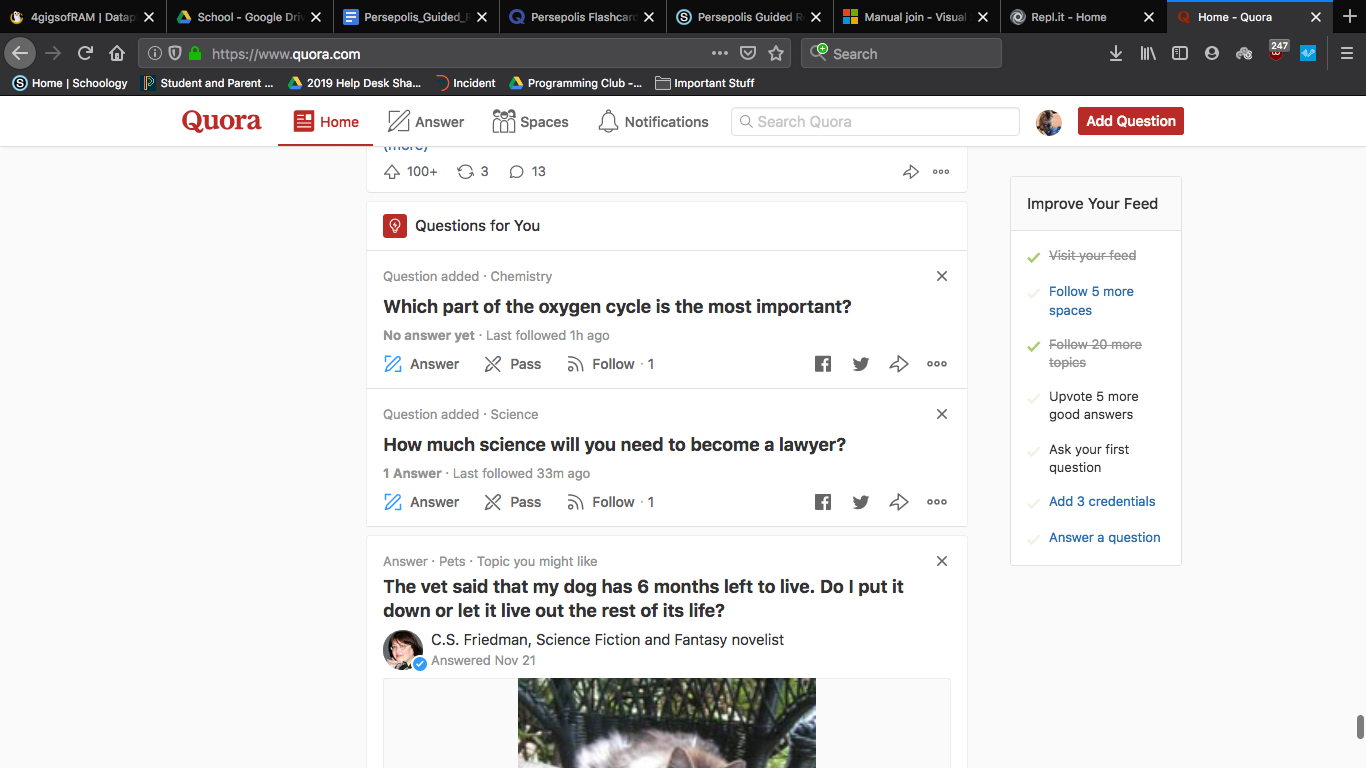 4gigsofRAM | Datap
School - Google Driv
Persepolis_Guided_R
Persepolis Flashcard
Persepolis Guided Re
Manual join - Visual
Repl.it - Home
Home - Quora
https://www.quora.com
Search
247
Home | Schoology
Student and Parent ...
2019 Help Desk Sha...
Incident
Programming Club -...
Important Stuff
Quora
Home
Answer
Spaces
Notifications
Search Quora
Add Question
(more)
100+
3
13
Questions for You
Question added · Chemistry
Which part of the oxygen cycle is the most important?
No answer yet · Last followed 1h ago
Answer
Pass
Follow · 1
Question added · Science
How much science will you need to become a lawyer?
1 Answer · Last followed 33m ago
Answer
Pass
Follow · 1
Answer · Pets · Topic you might like
The vet said that my dog has 6 months left to live. Do I put it
down or let it live out the rest of its life?
C.S. Friedman, Science Fiction and Fantasy novelist
Answered Nov 21
Improve Your Feed
Visit your feed
Follow 5 more
spaces
Follow 20 more
topics
Upvote 5 more
good answers
Ask your first
question
Add 3 credentials
Answer a question